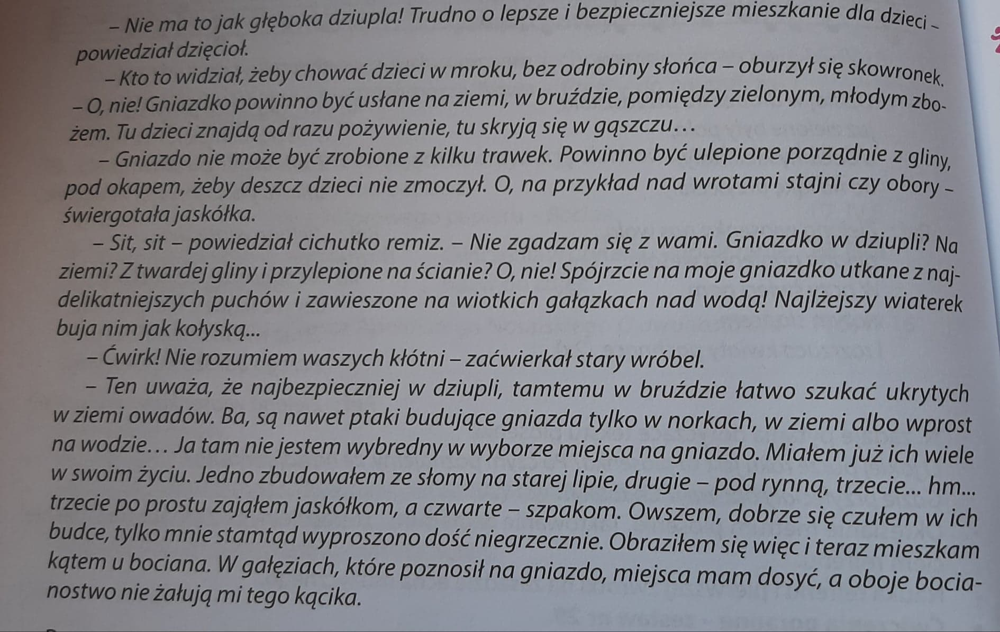 – Nie ma to jak głęboka dziupla! Trudno o lepsze i bezpieczniejsze mieszkanie dla dzieci –
powiedział dzięcioł.
– Kto to widział, żeby chować dzieci w mroku, bez odrobiny słońca – oburzył się skowronek.
– O, nie! Gniazdko powinno być usłane na ziemi, w bruździe, pomiędzy zielonym, młodym zbo-
żem. Tu dzieci znajdą od razu pożywienie, tu skryją się w gąszczu…
– Gniazdo nie może być zrobione z kilku trawek. Powinno być ulepione porządnie z gliny,
pod okapem, żeby deszcz dzieci nie zmoczył. O, na przykład nad wrotami stajni czy obory –
świergotała jaskółka.
– Sit, sit – powiedział cichutko remiz. – Nie zgadzam się z wami. Gniazdko w dziupli? Na
ziemi? Z twardej gliny i przylepione na ścianie? O, nie! Spójrzcie na moje gniazdko utkane z naj-
delikatniejszych puchów i zawieszone na wiotkich gałązkach nad wodą! Najlżejszy wiaterek
buja nim jak kołyską...
– Ćwirk! Nie rozumiem waszych kłótni – zaćwierkał stary wróbel.
– Ten uważa, że najbezpieczniej w dziupli, tamtemu w bruździe łatwo szukać ukrytych
w ziemi owadów. Ba, są nawet ptaki budujące gniazda tylko w norkach, w ziemi albo wprost
na wodzie… Ja tam nie jestem wybredny w wyborze miejsca na gniazdo. Miałem już ich wiele
w swoim życiu. Jedno zbudowałem ze słomy na starej lipie, drugie – pod rynną, trzecie... hm...
trzecie po prostu zająłem jaskółkom, a czwarte – szpakom. Owszem, dobrze się czułem w ich
budce, tylko mnie stamtąd wyproszono dość niegrzecznie. Obraziłem się więc i teraz mieszkam
kątem u bociana. W gałęziach, które poznosił na gniazdo, miejsca mam dosyć, a oboje bocia-
nostwo nie żałują mi tego kącika.